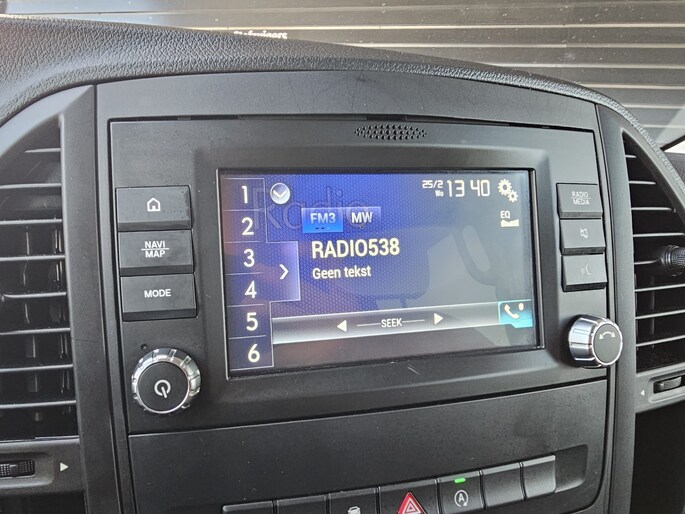 1
2
3
4
5
6
Radio
25/2
Wo
13 40
FM3
MW
EQ
RADIO538
Geen tekst
SEEK
NAVI/
MAP
MODE
RADIO/
MEDIA
A